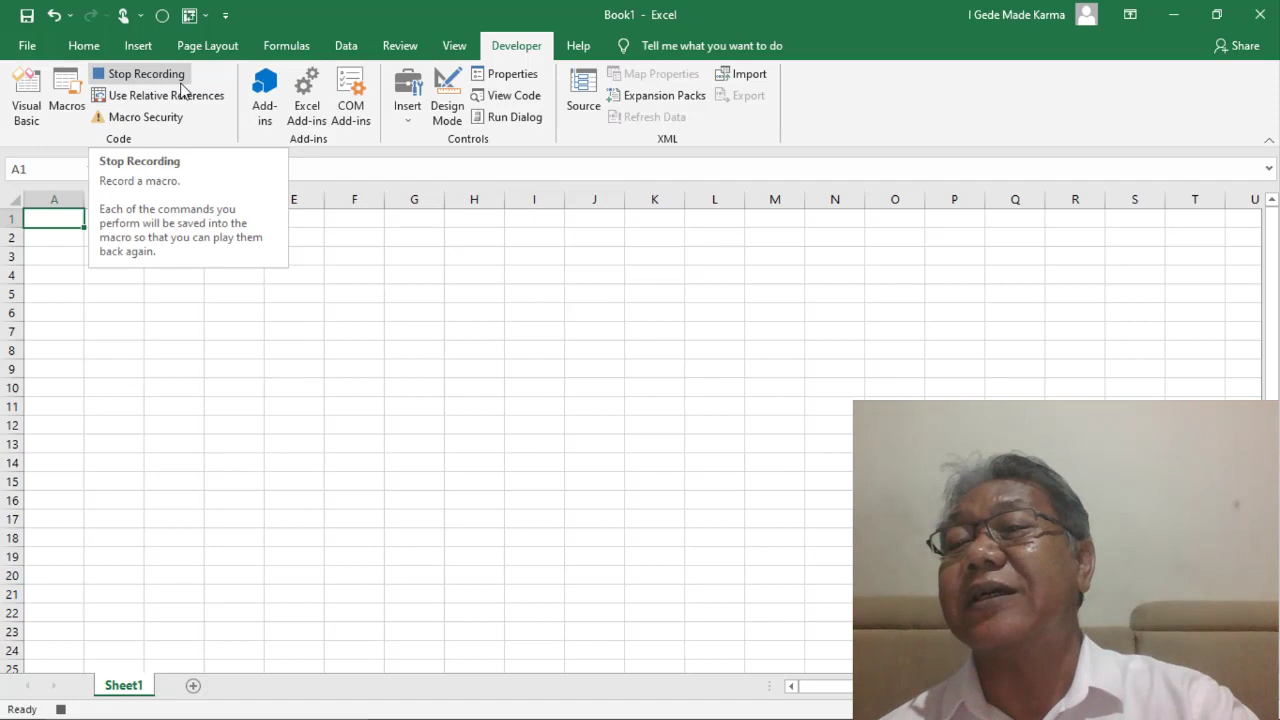 Book1 - Excel
I Gede Made Karma
File Home Insert Page Layout Formulas Data Review View Developer Help Tell me what you want to do Share
Visual Basic
Macros
Stop Recording
Use Relative References
Macro Security
Code
Add-ins
Excel Add-ins
COM Add-ins
Add-ins
Insert
Design Mode
Properties
View Code
Run Dialog
Controls
Source
Map Properties
Expansion Packs
Refresh Data
Import
Export
XML
A1
Stop Recording
Record a macro.
Each of the commands you
perform will be saved into the
macro so that you can play them
back again.
A E F G H I J K L M N O P Q R S T U
1
2
3
4
5
6
7
8
9
10
11
12
13
14
15
16
17
18
19
20
21
22
23
24
25
Sheet1
Ready